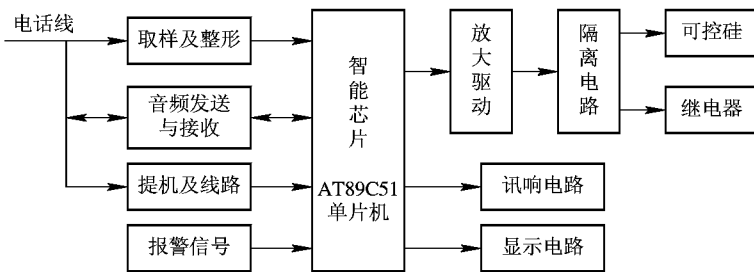 电话线
取样及整形
音频发送
与接收
提机及线路
报警信号
智能芯片
AT89C51
单片机
放大驱动
隔离电路
可控硅
继电器
讯响电路
显示电路